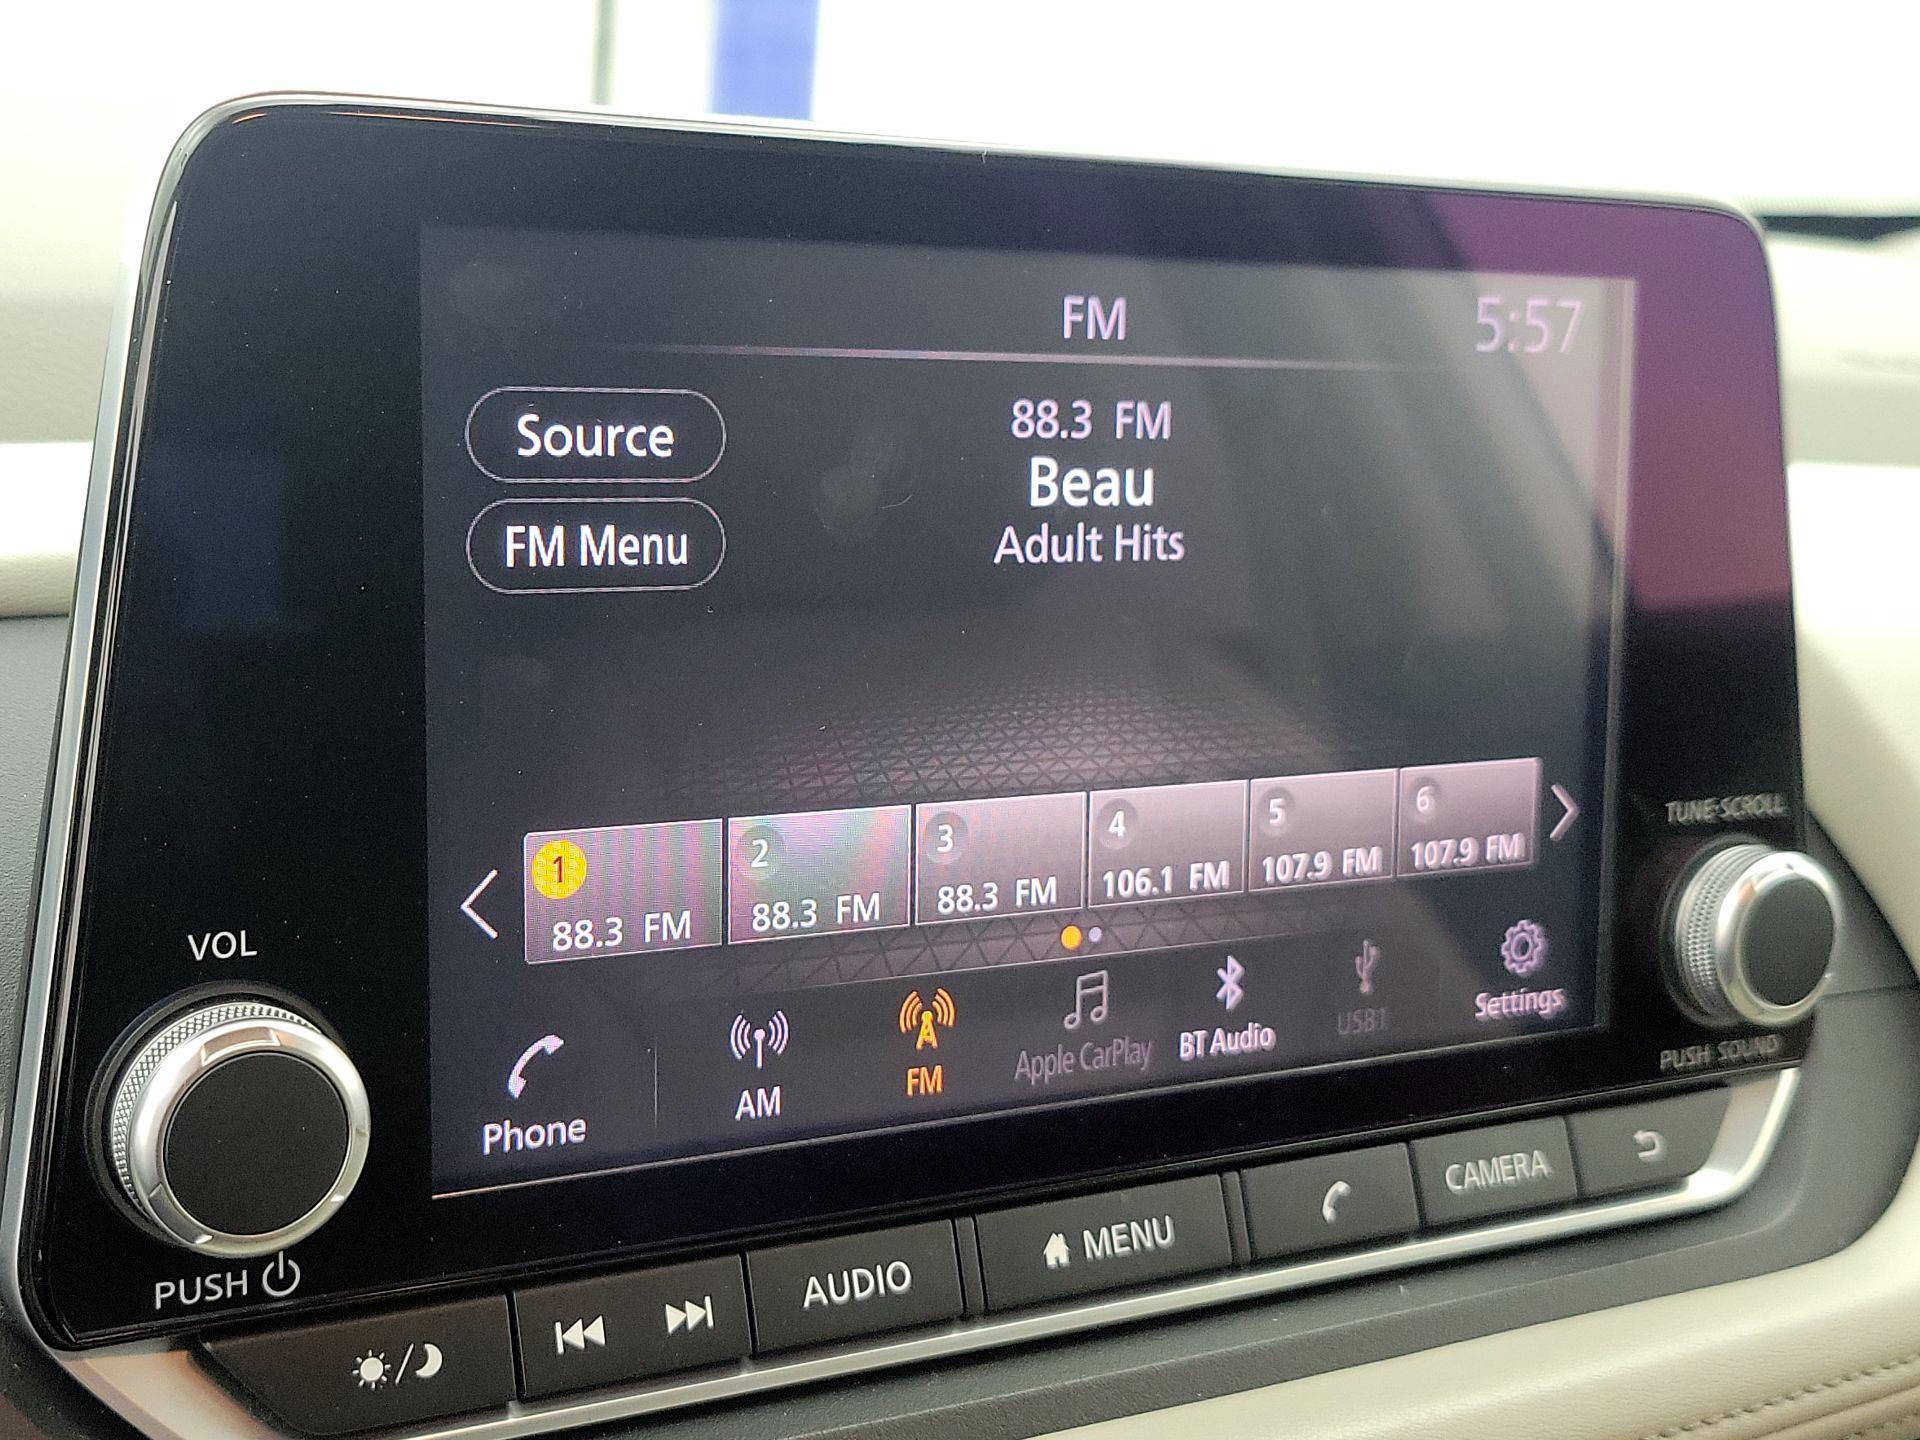 FM
5:57
Source
88.3 FM
Beau
FM Menu
Adult Hits
1
88.3 FM
2
88.3 FM
3
88.3 FM
4
106.1 FM
5
107.9 FM
6
107.9 FM
TUNE·SCROLL
VOL
Phone
AM
FM
Apple CarPlay
BT Audio
USB1
Settings
PUSH SOUND
PUSH
AUDIO
MENU
CAMERA